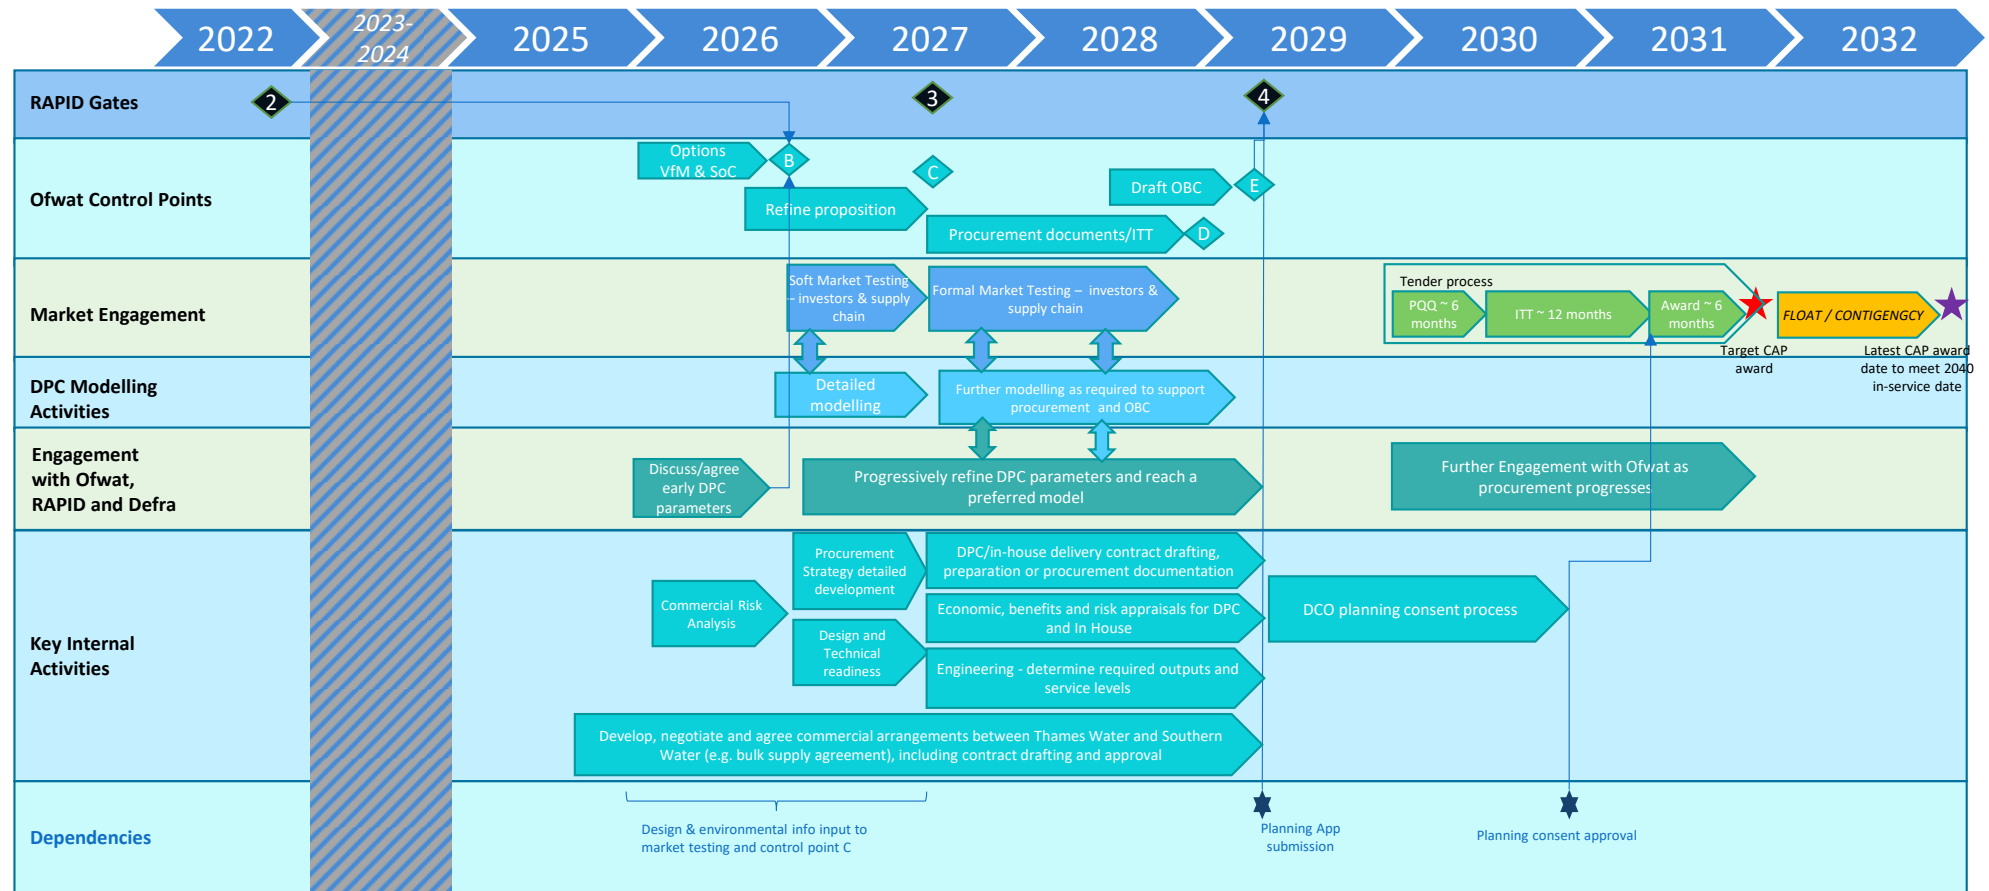 2022
2023-
2024
2025
2026
2027
2028
2029
2030
2031
2032
RAPID Gates
2
3
4
Ofwat Control Points
Options
VfM & SoC
B
C
Refine proposition
Draft OBC
E
Procurement documents/ITT
D
Market Engagement
Soft Market Testing
– investors & supply
chain
Formal Market Testing – investors &
supply chain
Tender process
PQQ ~ 6
months
ITT ~ 12 months
Award ~ 6
months
Target CAP
award
FLOAT / CONTIGENGCY
Latest CAP award
date to meet 2040
in-service date
DPC Modelling
Activities
Detailed
modelling
Further modelling as required to support
procurement and OBC
Engagement
with Ofwat,
RAPID and Defra
Discuss/agree
early DPC
parameters
Progressively refine DPC parameters and reach a
preferred model
Further Engagement with Ofwat as
procurement progresses
Key Internal
Activities
Commercial Risk
Analysis
Procurement
Strategy detailed
development
Design and
Technical
readiness
DPC/in-house delivery contract drafting,
preparation or procurement documentation
Economic, benefits and risk appraisals for DPC
and In House
Engineering - determine required outputs and
service levels
DCO planning consent process
Develop, negotiate and agree commercial arrangements between Thames Water and Southern
Water (e.g. bulk supply agreement), including contract drafting and approval
Dependencies
Design & environmental info input to
market testing and control point C
Planning App
submission
Planning consent approval